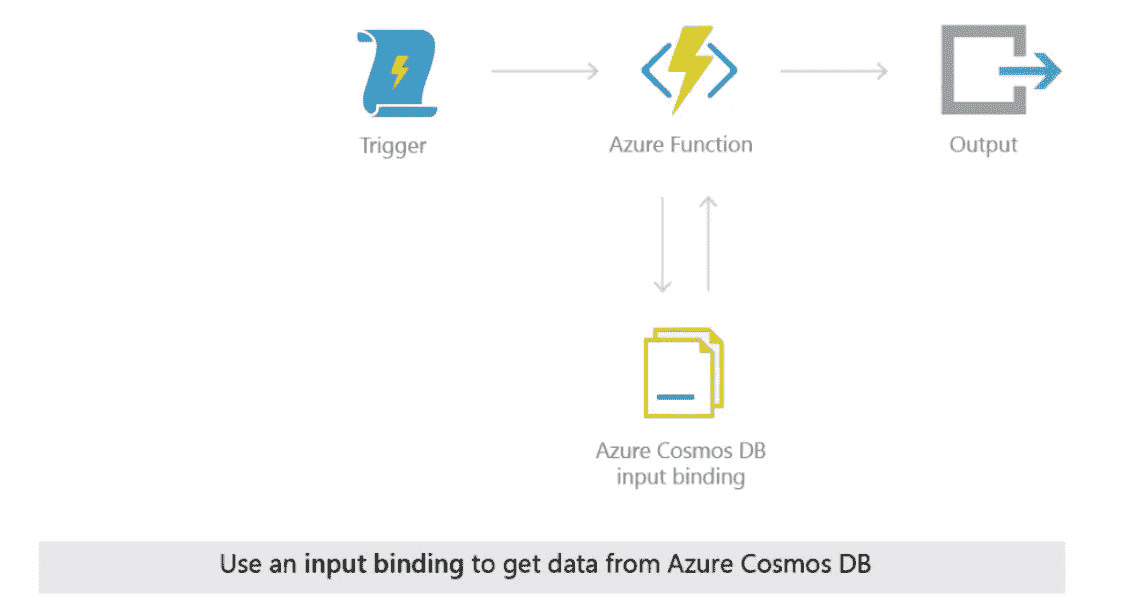 Trigger
Azure Function
Output
Azure Cosmos DB
input binding
Use an input binding to get data from Azure Cosmos DB